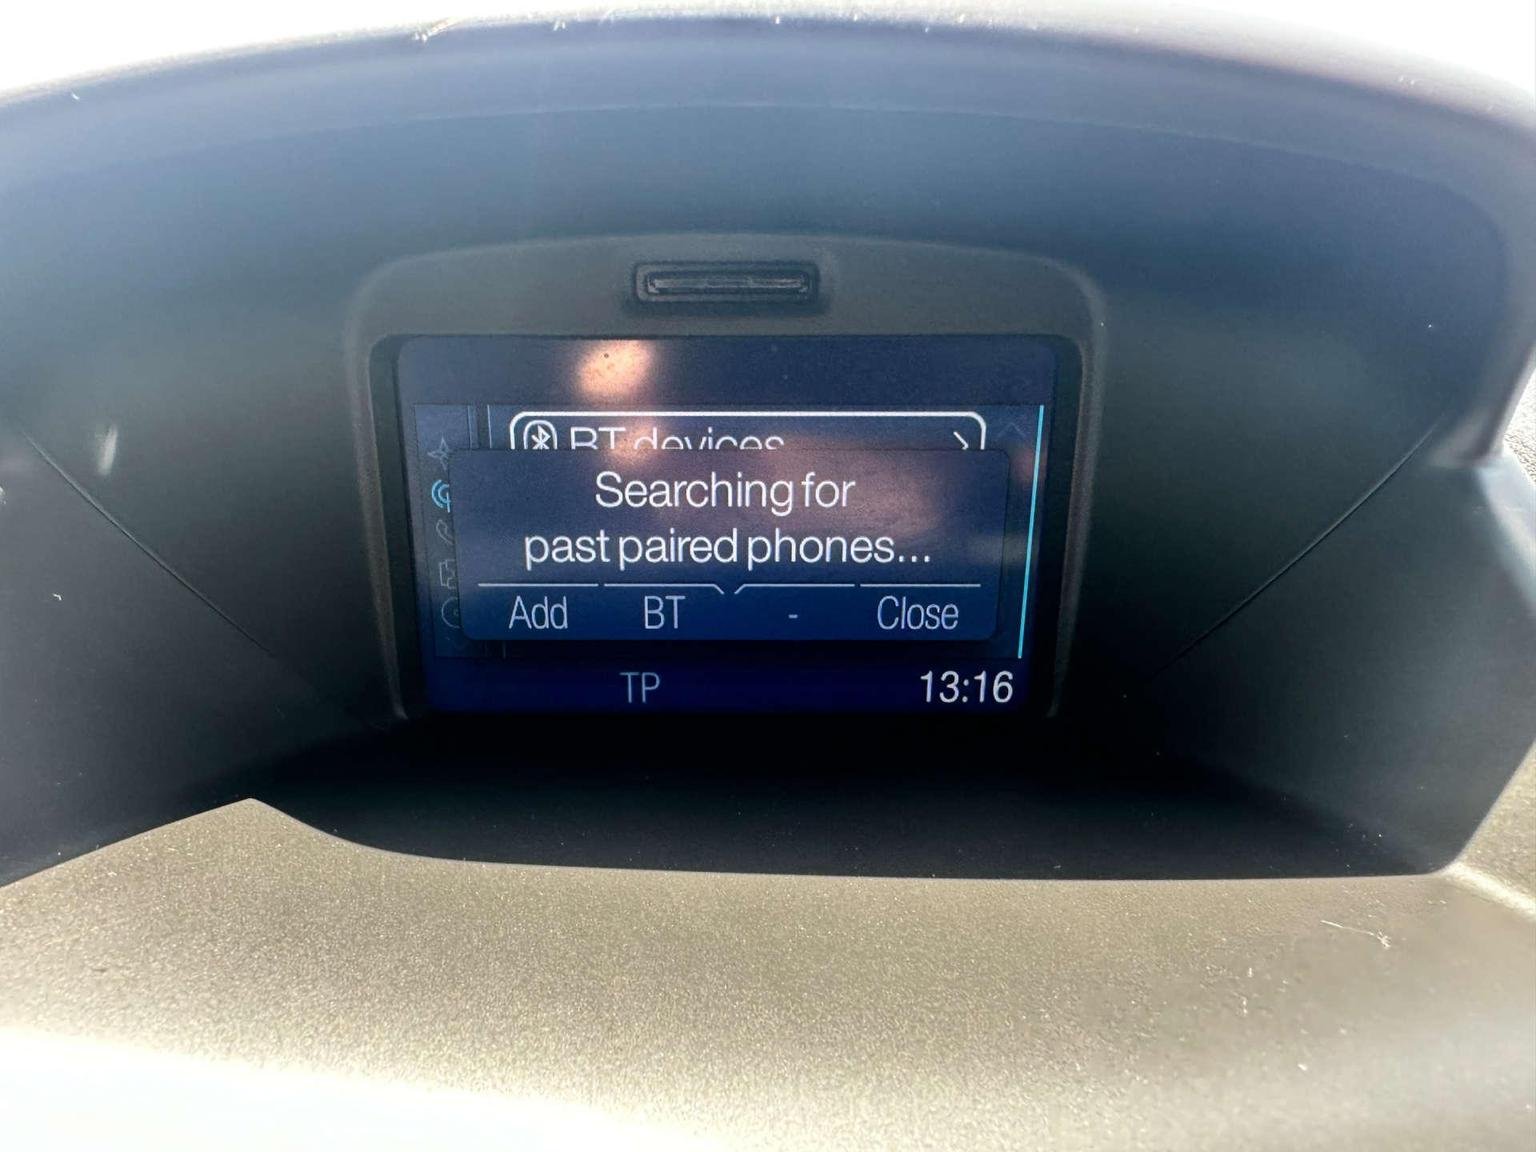 BT devices
Searching for
past paired phones...
Add BT - Close
TP 13:16